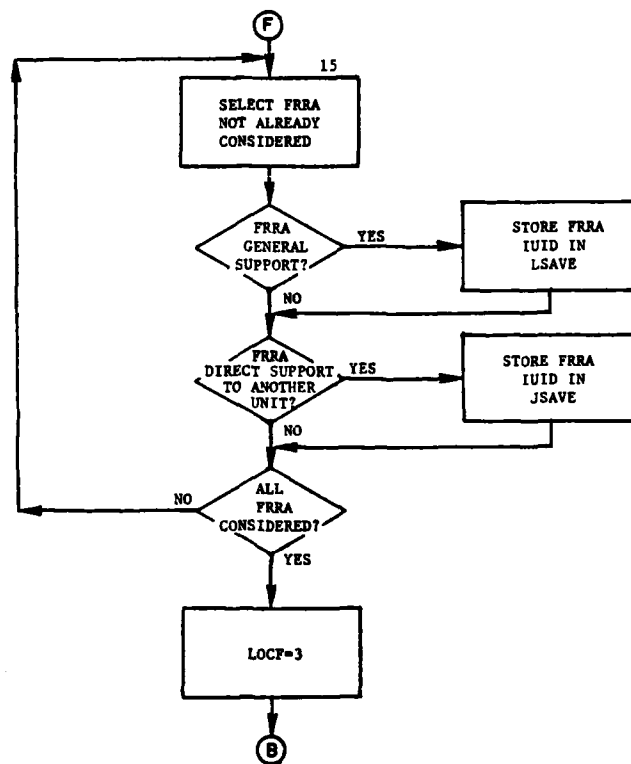 F
15
SELECT FRRA
NOT ALREADY
CONSIDERED
FRRA
GENERAL
SUPPORT?
YES
STORE FRRA
IUID IN
LSAVE
NO
FRRA
DIRECT SUPPORT
TO ANOTHER
UNIT?
YES
STORE FRRA
IUID IN
JSAVE
NO
ALL
FRRA
CONSIDERED?
NO
YES
LOCF=3
B